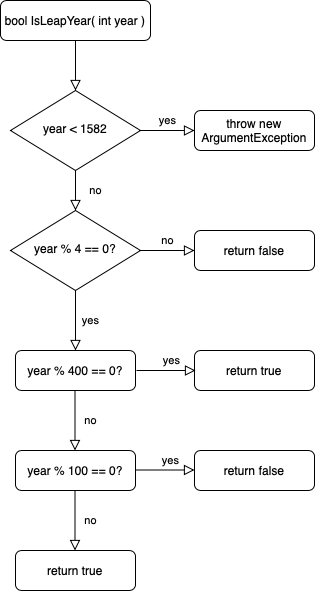 bool IsLeapYear( int year )
year < 1582
yes
throw new
ArgumentException
no
year % 4 == 0?
no
return false
yes
year % 400 == 0?
yes
return true
no
year % 100 == 0?
yes
return false
no
return true